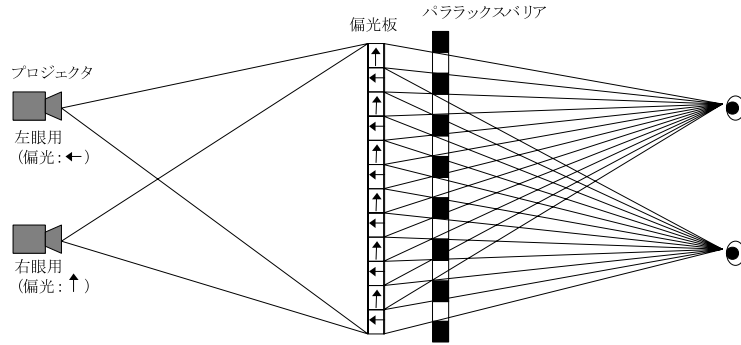 パララックスバリア
偏光板
プロジェクタ
左眼用
(偏光:←)
右眼用
(偏光:↑)